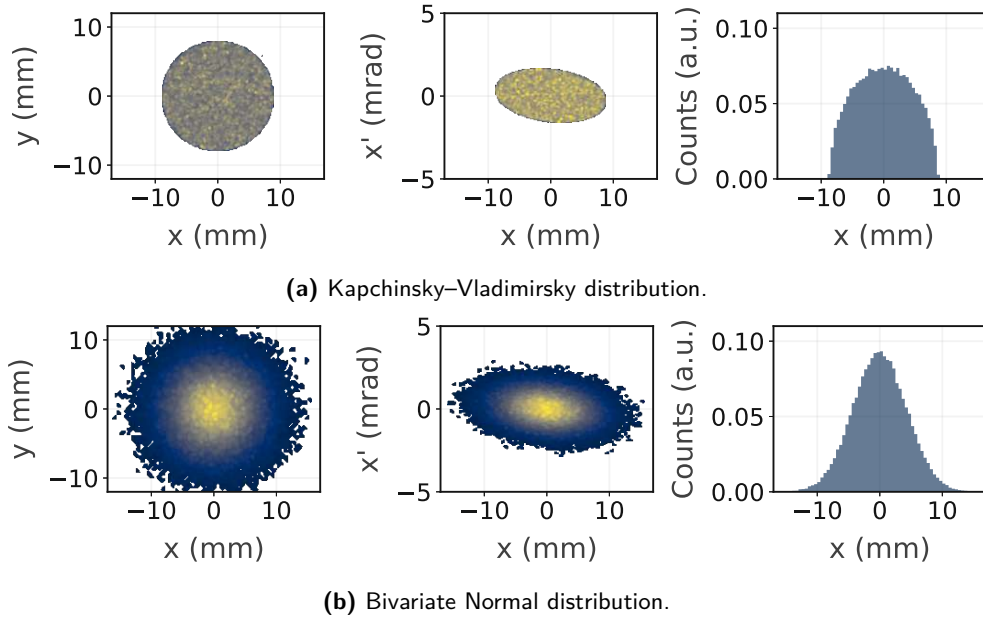 y (mm)
10
0
−10
−10 0 10
x (mm)
x' (mrad)
5
0
−5
−10 0 10
x (mm)
Counts (a.u.)
0.10
0.05
0.00
−10 0 10
x (mm)
(a) Kapchinsky–Vladimirsky distribution.
y (mm)
10
0
−10
−10 0 10
x (mm)
x' (mrad)
5
0
−5
−10 0 10
x (mm)
Counts (a.u.)
0.10
0.05
0.00
−10 0 10
x (mm)
(b) Bivariate Normal distribution.